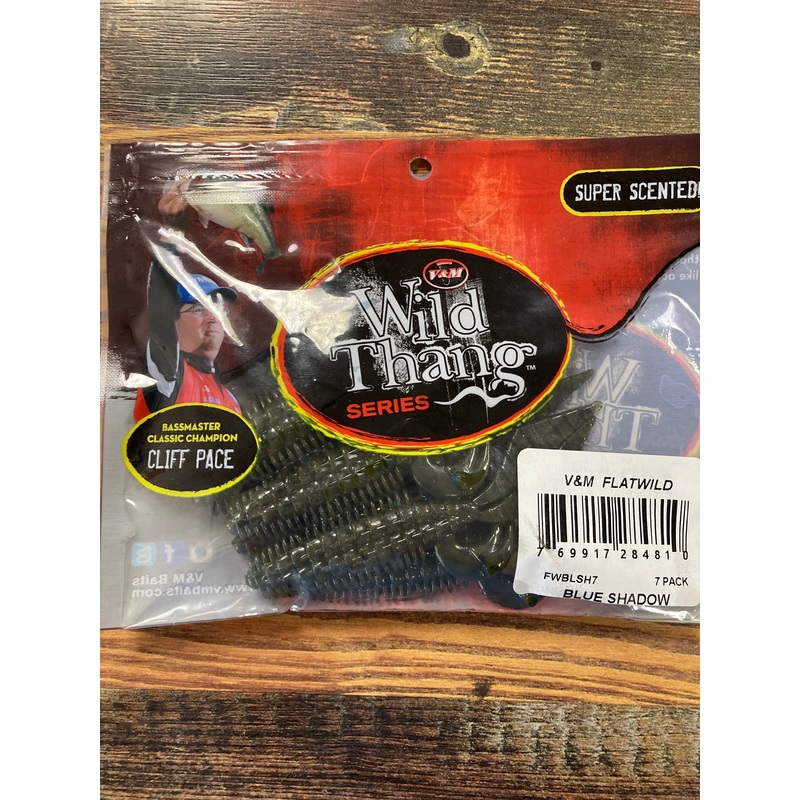 SUPER SCENTED!
V&M
Wild
Thang™
SERIES
BASSMASTER
CLASSIC CHAMPION
CLIFF PACE
V&M FLATWILD
7 69917 28481 0
FWBLSH7 7 PACK
BLUE SHADOW
V&M Baits
www.vmbaits.com